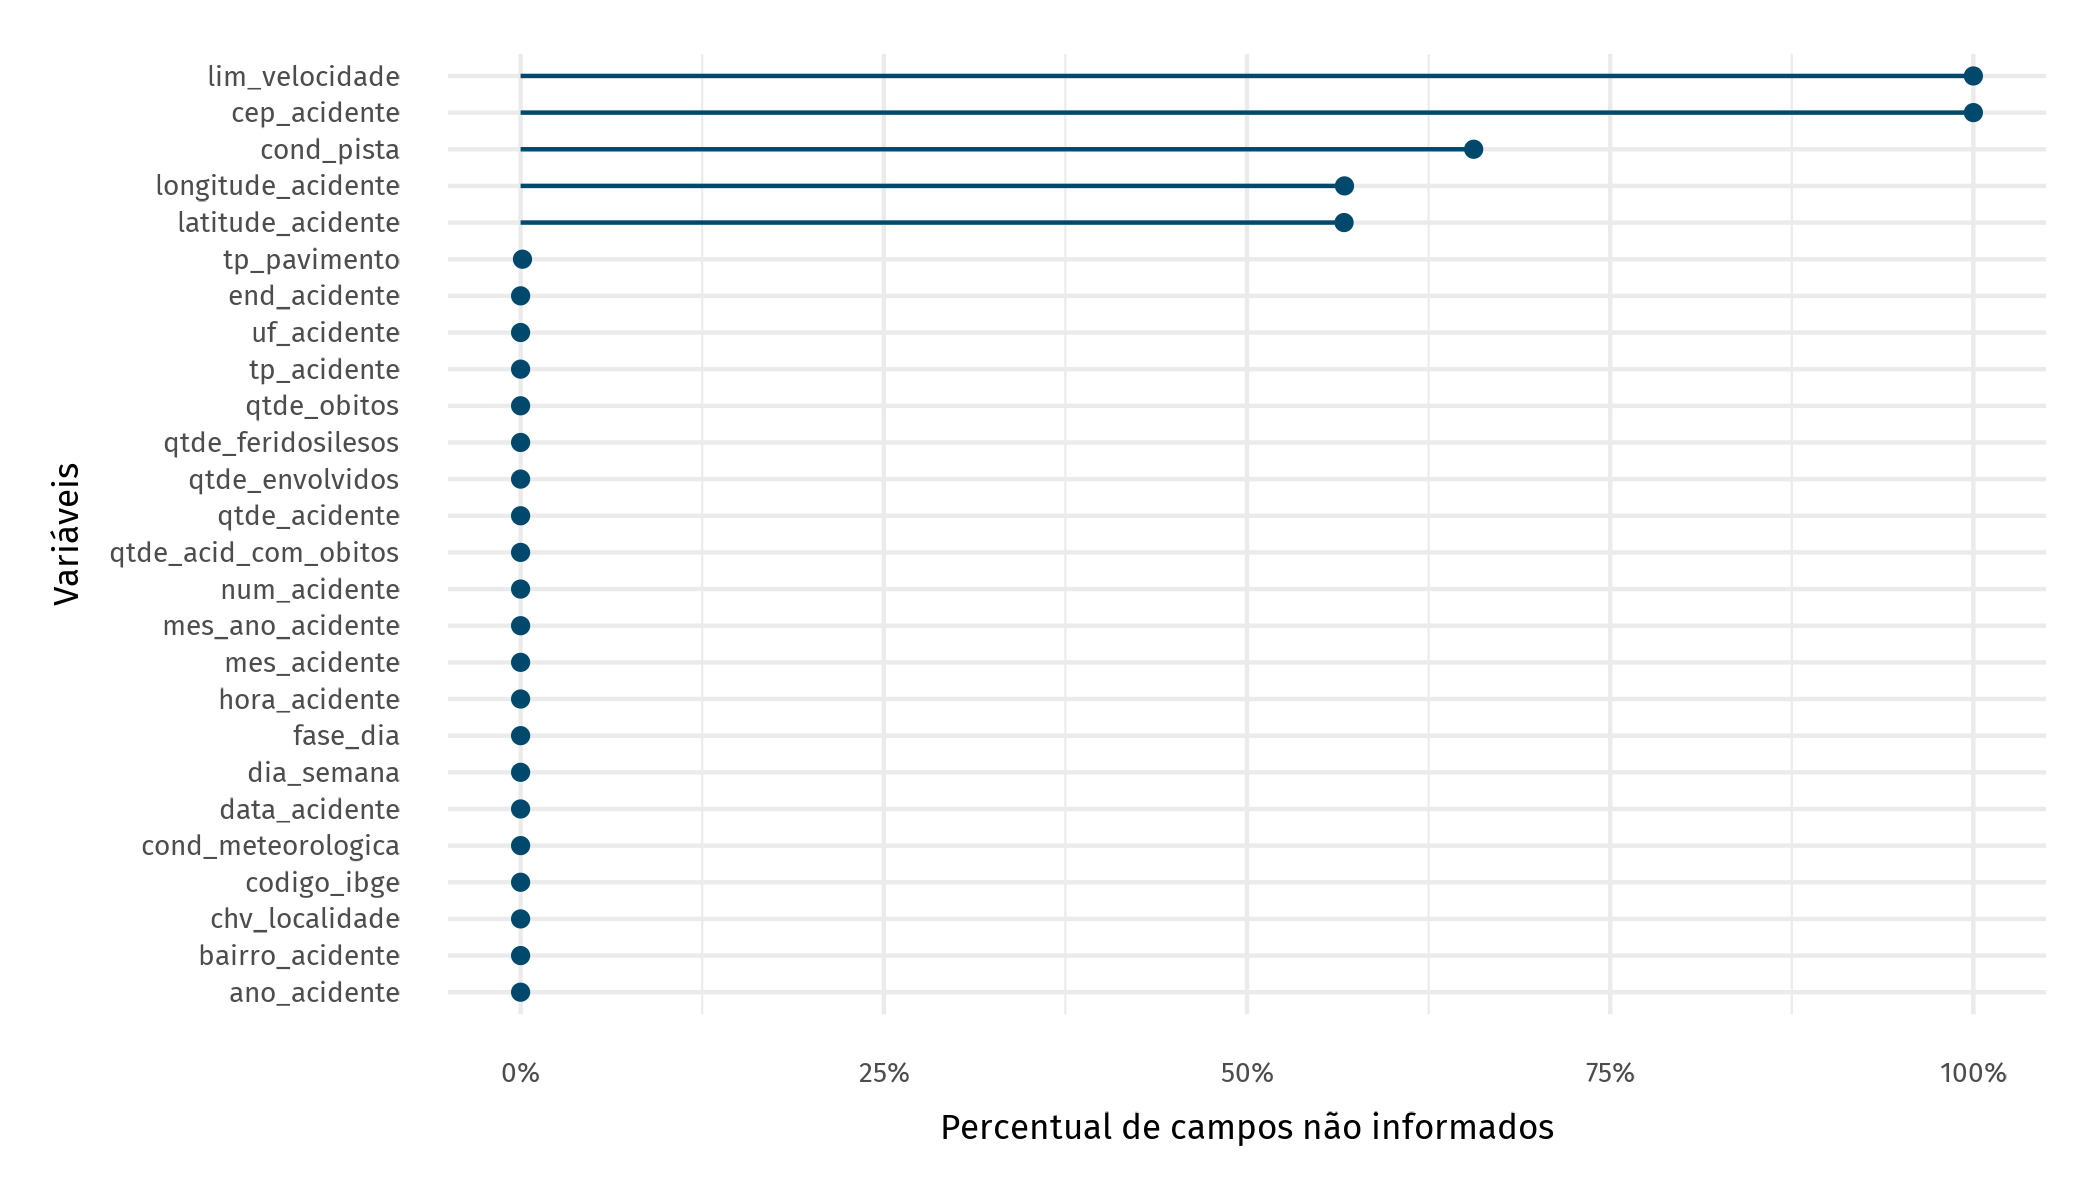 lim_velocidade
cep_acidente
cond_pista
longitude_acidente
latitude_acidente
tp_pavimento
end_acidente
uf_acidente
tp_acidente
qtde_obitos
qtde_feridosilesos
qtde_envolvidos
qtde_acidente
qtde_acid_com_obitos
num_acidente
mes_ano_acidente
mes_acidente
hora_acidente
fase_dia
dia_semana
data_acidente
cond_meteorologica
codigo_ibge
chv_localidade
bairro_acidente
ano_acidente
Variáveis
0% 25% 50% 75% 100%
Percentual de campos não informados